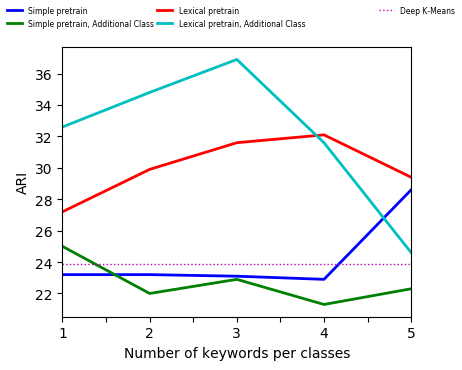 Simple pretrain
Simple pretrain, Additional Class
Lexical pretrain
Lexical pretrain, Additional Class
Deep K-Means
36
34
32
30
28
26
24
22
ARI
1 2 3 4 5
Number of keywords per classes